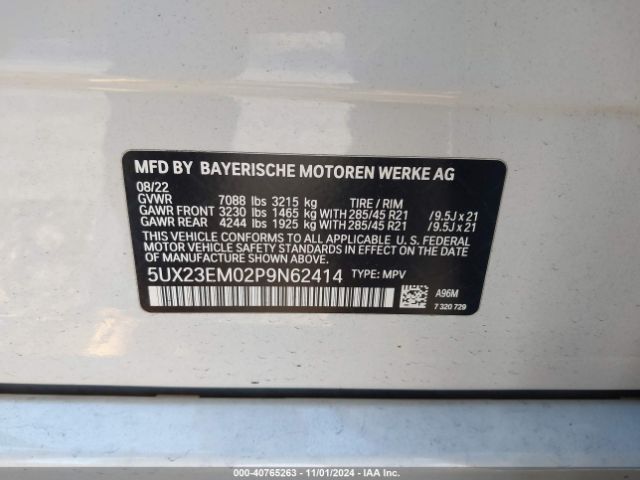 MFD BY BAYERISCHE MOTOREN WERKE AG
08/22
GVWR 7088 lbs 3215 kg TIRE / RIM
GAWR FRONT 3230 lbs 1465 kg WITH 285/45 R21 /9.5J x 21
GAWR REAR 4244 lbs 1925 kg WITH 285/45 R21 /9.5J x 21
THIS VEHICLE CONFORMS TO ALL APPLICABLE U.S. FEDERAL
MOTOR VEHICLE SAFETY STANDARDS IN EFFECT ON THE DATE
OF MANUFACTURE SHOWN ABOVE.
5UX23EM02P9N62414 TYPE: MPV
A96M
7 320 729
000-40765263 - 11/01/2024 - IAA Inc.